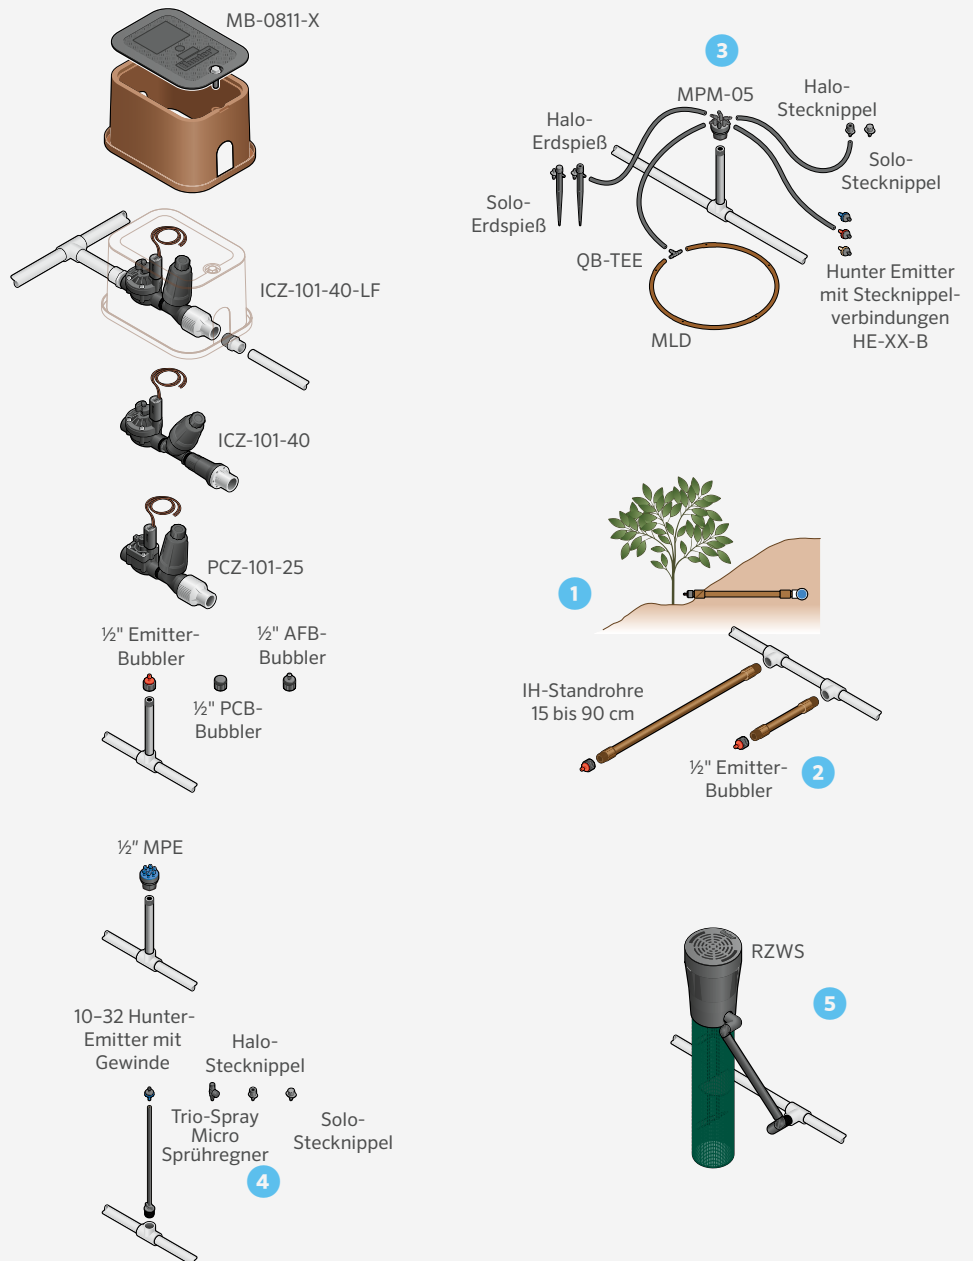 MB-0811-X
ICZ-101-40-LF
ICZ-101-40
PCZ-101-25
½" Emitter-
Bubbler
½" AFB-
Bubbler
½" PCB-
Bubbler
½" MPE
10–32 Hunter-
Emitter mit
Gewinde
Halo-
Stecknippel
Trio-Spray
Micro
Sprühregner
Solo-
Stecknippel
4
3
MPM-05
Halo-
Erdspieß
Solo-
Erdspieß
Halo-
Stecknippel
Solo-
Stecknippel
QB-TEE
MLD
Hunter Emitter
mit Stecknippel-
verbindungen
HE-XX-B
1
IH-Standrohre
15 bis 90 cm
½" Emitter-
Bubbler
2
RZWS
5